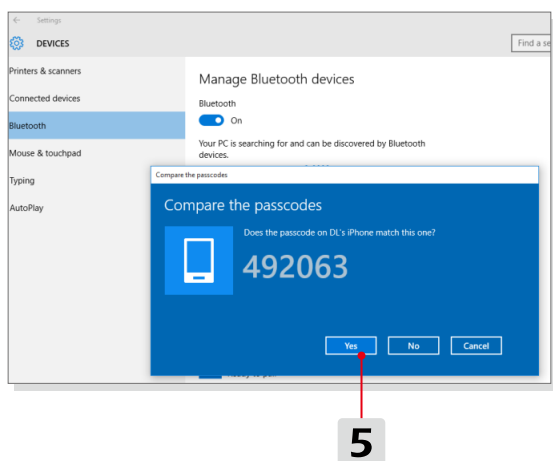 ← Settings
DEVICES
Find a se
Printers & scanners
Connected devices
Bluetooth
Mouse & touchpad
Typing
AutoPlay
Manage Bluetooth devices
Bluetooth
On
Your PC is searching for and can be discovered by Bluetooth
devices.
Compare the passcodes
Compare the passcodes
Does the passcode on DL's iPhone match this one?
492063
Yes No Cancel
5